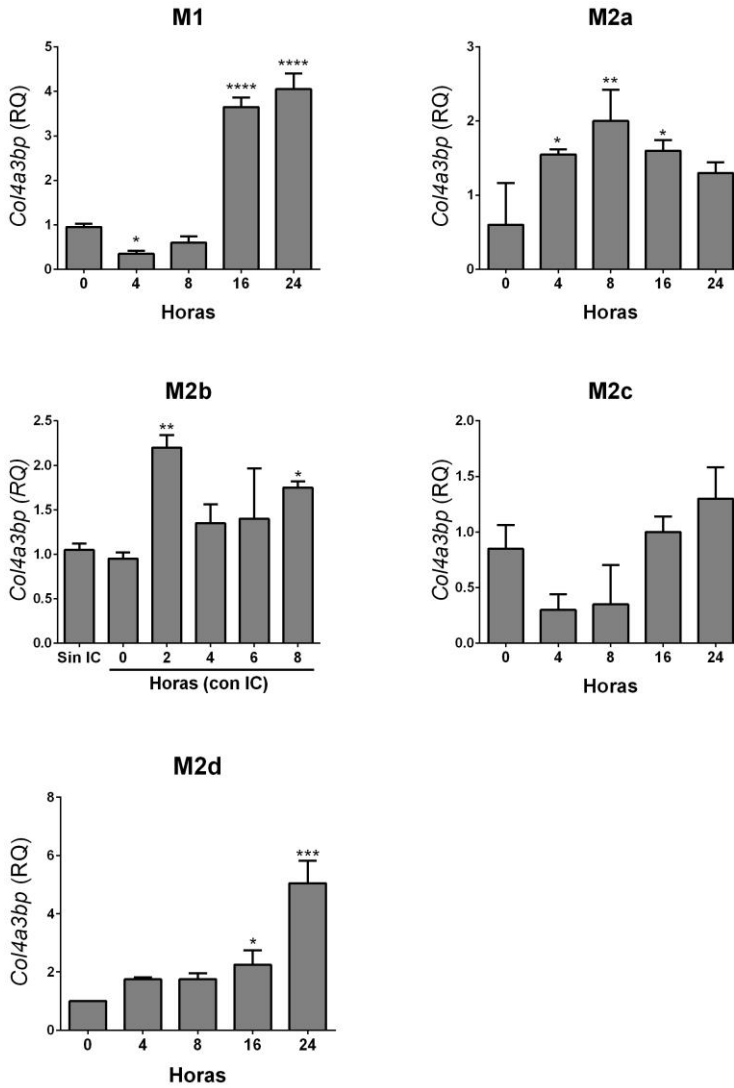 M1
Col4a3bp (RQ)
5
4
3
2
1
0
****
****
*
0 4 8 16 24
Horas
M2a
Col4a3bp (RQ)
3
2
1
0
*
**
*
0 4 8 16 24
Horas
M2b
Col4a3bp (RQ)
2.5
2.0
1.5
1.0
0.5
0.0
**
*
Sin IC 0 2 4 6 8
Horas (con IC)
M2c
Col4a3bp (RQ)
2.0
1.5
1.0
0.5
0.0
0 4 8 16 24
Horas
M2d
Col4a3bp (RQ)
8
6
4
2
0
*
***
0 4 8 16 24
Horas